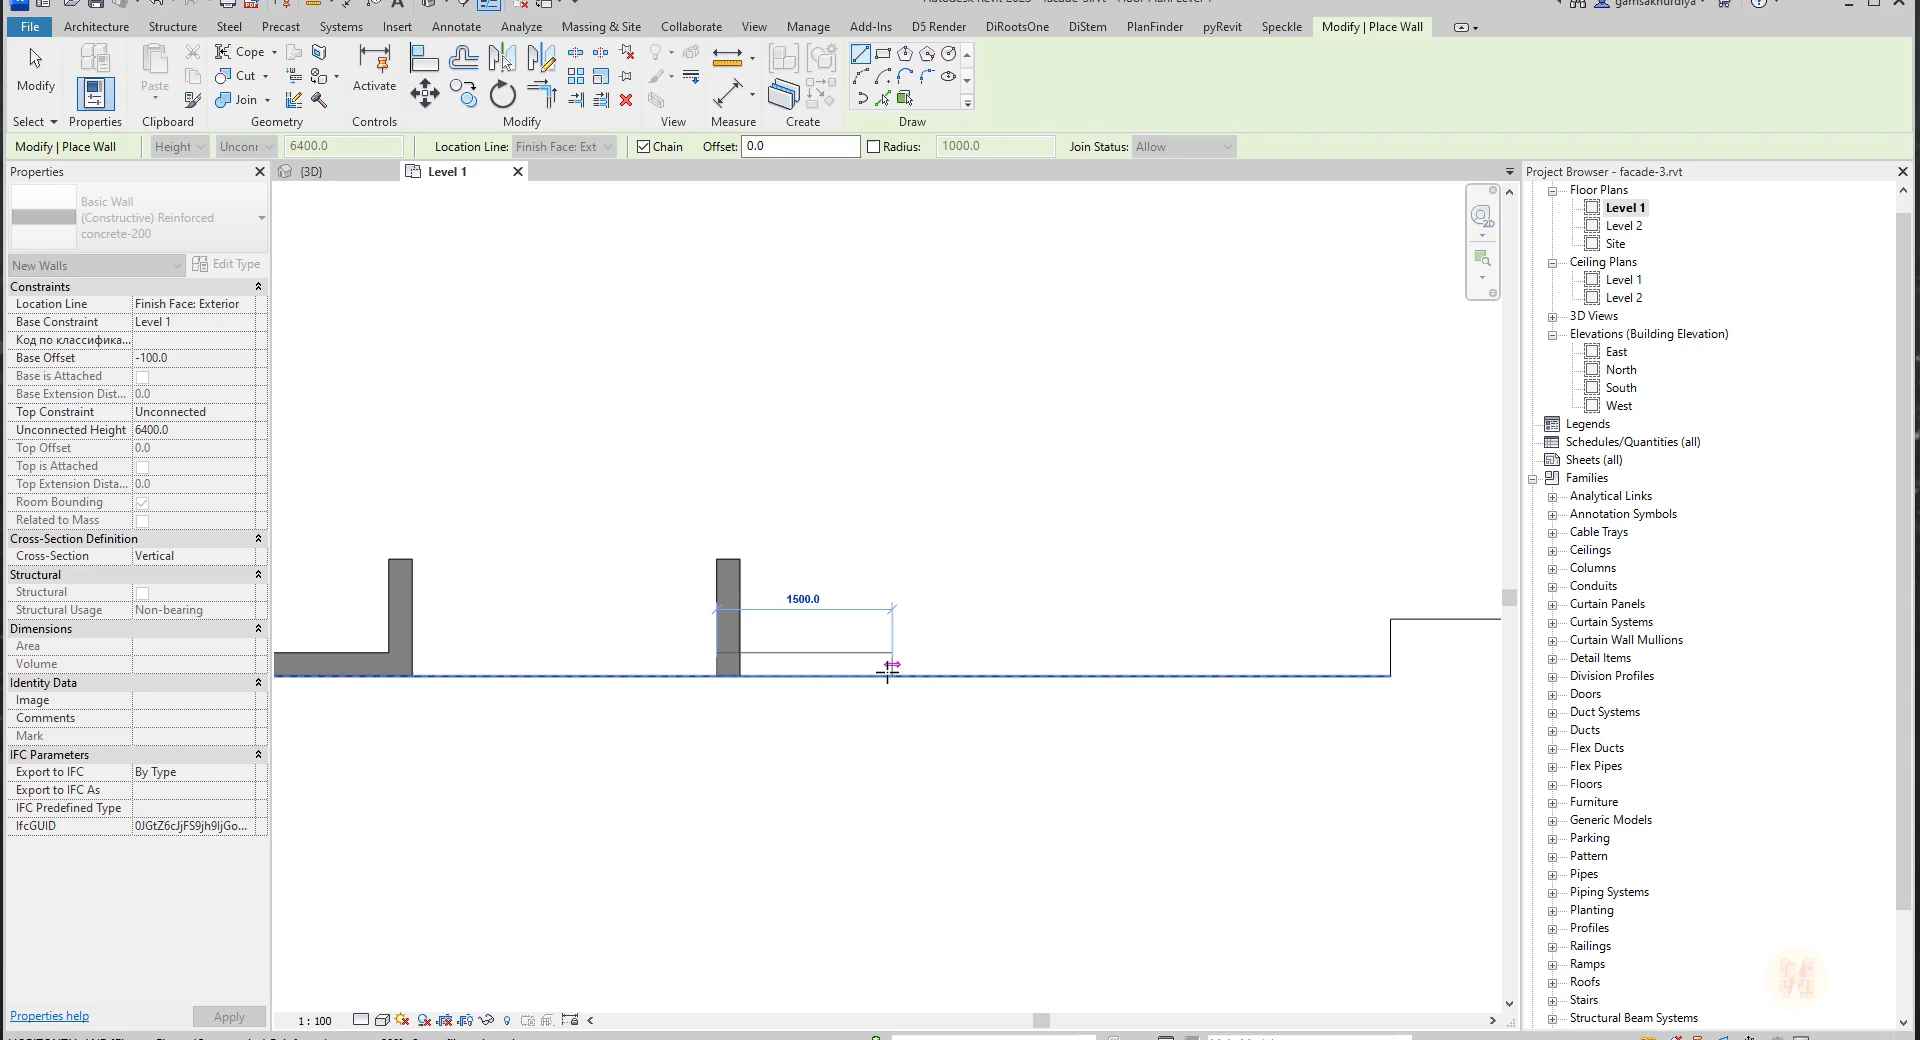 gamsakhurdiya
File Architecture Structure Steel Precast Systems Insert Annotate Analyze Massing & Site Collaborate View Manage Add-Ins D5 Render DiRootsOne DiStem PlanFinder pyRevit Speckle Modify | Place Wall
Cope
Cut
Modify Paste Activate
Join
Select Properties Clipboard Geometry Controls Modify View Measure Create Draw
Modify | Place Wall Height Unconr 6400.0 Location Line: Finish Face: Ext Chain Offset: 0.0 Radius: 1000.0 Join Status: Allow
Properties
{3D} Level 1
Project Browser - facade-3.rvt
Basic Wall
(Constructive) Reinforced
concrete-200
New Walls Edit Type
Constraints
Location Line Finish Face: Exterior
Base Constraint Level 1
Код по классифика...
Base Offset -100.0
Base is Attached
Base Extension Dist... 0.0
Top Constraint Unconnected
Unconnected Height 6400.0
Top Offset 0.0
Top is Attached
Top Extension Dista... 0.0
Room Bounding
Related to Mass
Cross-Section Definition
Cross-Section Vertical
Structural
Structural
Structural Usage Non-bearing
Dimensions
Area
Volume
Identity Data
Image
Comments
Mark
IFC Parameters
Export to IFC By Type
Export to IFC As
IFC Predefined Type
IfcGUID 0JGtZ6cJjFS9jh9IjGo...
Properties help Apply
2D
1500.0
1 : 100
Floor Plans
Level 1
Level 2
Site
Ceiling Plans
Level 1
Level 2
3D Views
Elevations (Building Elevation)
East
North
South
West
Legends
Schedules/Quantities (all)
Sheets (all)
Families
Analytical Links
Annotation Symbols
Cable Trays
Ceilings
Columns
Conduits
Curtain Panels
Curtain Systems
Curtain Wall Mullions
Detail Items
Division Profiles
Doors
Duct Systems
Ducts
Flex Ducts
Flex Pipes
Floors
Furniture
Generic Models
Parking
Pattern
Pipes
Piping Systems
Planting
Profiles
Railings
Ramps
Roofs
Stairs
Structural Beam Systems